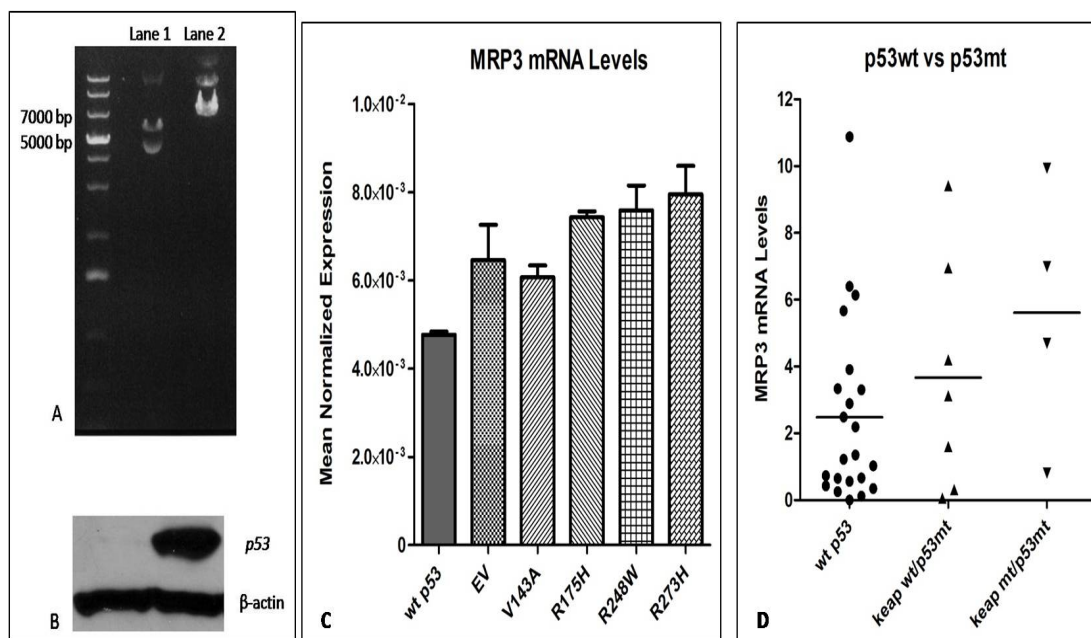 Lane 1 Lane 2
7000 bp
5000 bp
A
p53
β-actin
B
MRP3 mRNA Levels
Mean Normalized Expression
1.0×10-2
8.0×10-3
6.0×10-3
4.0×10-3
2.0×10-3
0
wt p53
EV
V143A
R175H
R248W
R273H
C
p53wt vs p53mt
MRP3 mRNA Levels
12
10
8
6
4
2
0
wt p53
keap wt/p53mt
keap mt/p53mt
D